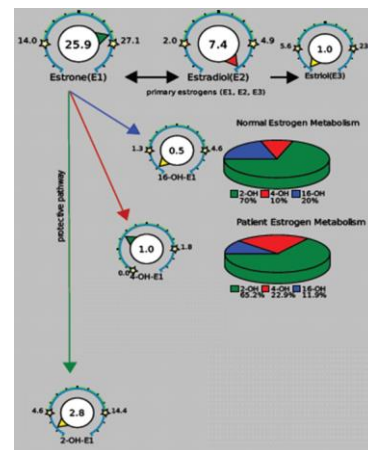 14.0 25.9 27.1
Estrone(E1)
2.0 7.4 4.9
Estradiol(E2)
5.6 1.0 23
Estriol(E3)
primary estrogens (E1, E2, E3)
1.3 0.5 4.6
16-OH-E1
1.0 1.8
0.0
4-OH-E1
protective pathway
4.6 2.8 14.4
2-OH-E1
Normal Estrogen Metabolism
2-OH 4-OH 16-OH
70% 10% 20%
Patient Estrogen Metabolism
2-OH 4-OH 16-OH
65.2% 22.9% 11.9%